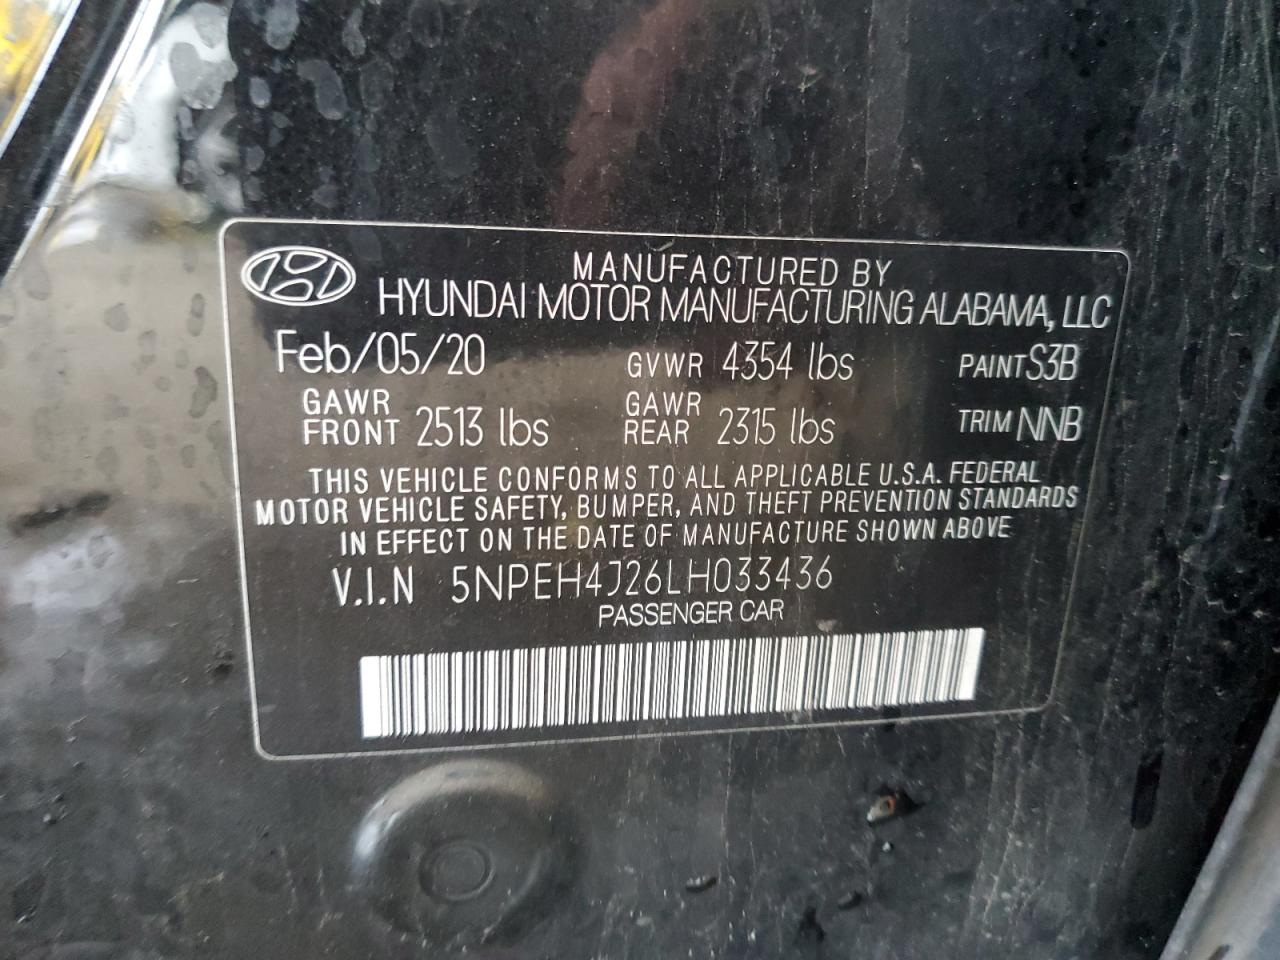 MANUFACTURED BY
HYUNDAI MOTOR MANUFACTURING ALABAMA, LLC
Feb/05/20 GVWR 4354 lbs PAINT S3B
GAWR FRONT 2513 lbs GAWR REAR 2315 lbs TRIM NNB
THIS VEHICLE CONFORMS TO ALL APPLICABLE U.S.A. FEDERAL
MOTOR VEHICLE SAFETY, BUMPER, AND THEFT PREVENTION STANDARDS
IN EFFECT ON THE DATE OF MANUFACTURE SHOWN ABOVE
V.I.N 5NPEH4J26LH033436
PASSENGER CAR